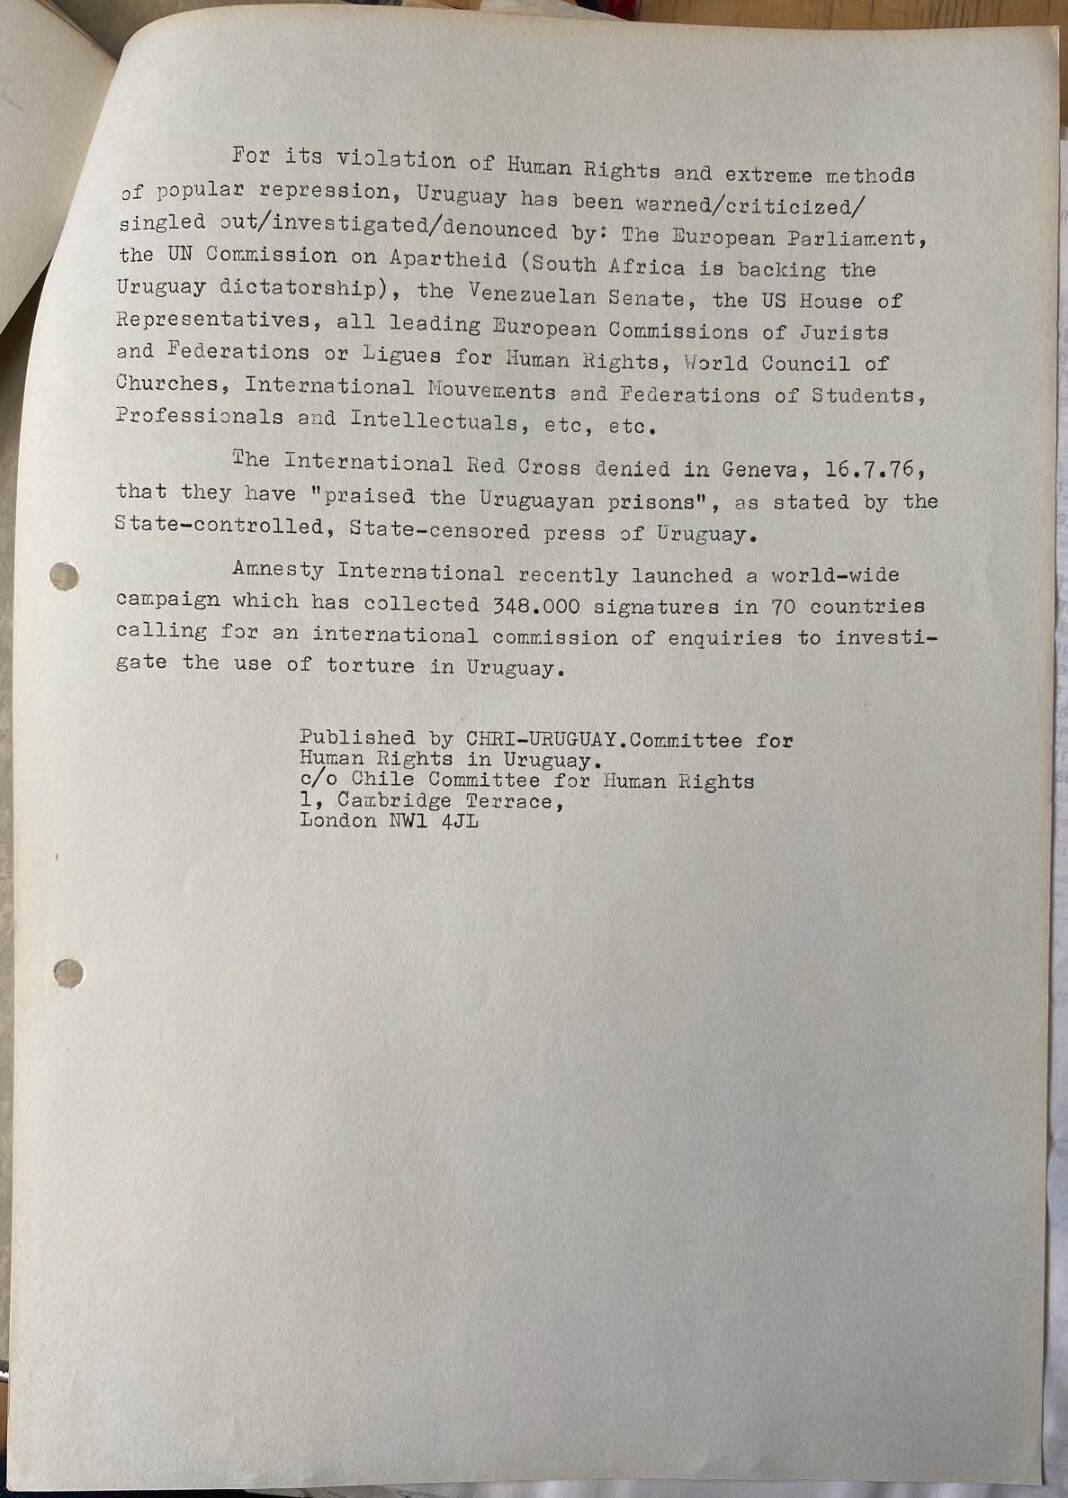 For its violation of Human Rights and extreme methods
of popular repression, Uruguay has been warned/criticized/
singled out/investigated/denounced by: The European Parliament,
the UN Commission on Apartheid (South Africa is backing the
Uruguay dictatorship), the Venezuelan Senate, the US House of
Representatives, all leading European Commissions of Jurists
and Federations or Ligues for Human Rights, World Council of
Churches, International Mouvements and Federations of Students,
Professionals and Intellectuals, etc, etc.
The International Red Cross denied in Geneva, 16.7.76,
that they have "praised the Uruguayan prisons", as stated by the
State-controlled, State-censored press of Uruguay.
Amnesty International recently launched a world-wide
campaign which has collected 348.000 signatures in 70 countries
calling for an international commission of enquiries to investi-
gate the use of torture in Uruguay.
Published by CHRI-URUGUAY.Committee for
Human Rights in Uruguay.
c/o Chile Committee for Human Rights
1, Cambridge Terrace,
London NW1 4JL